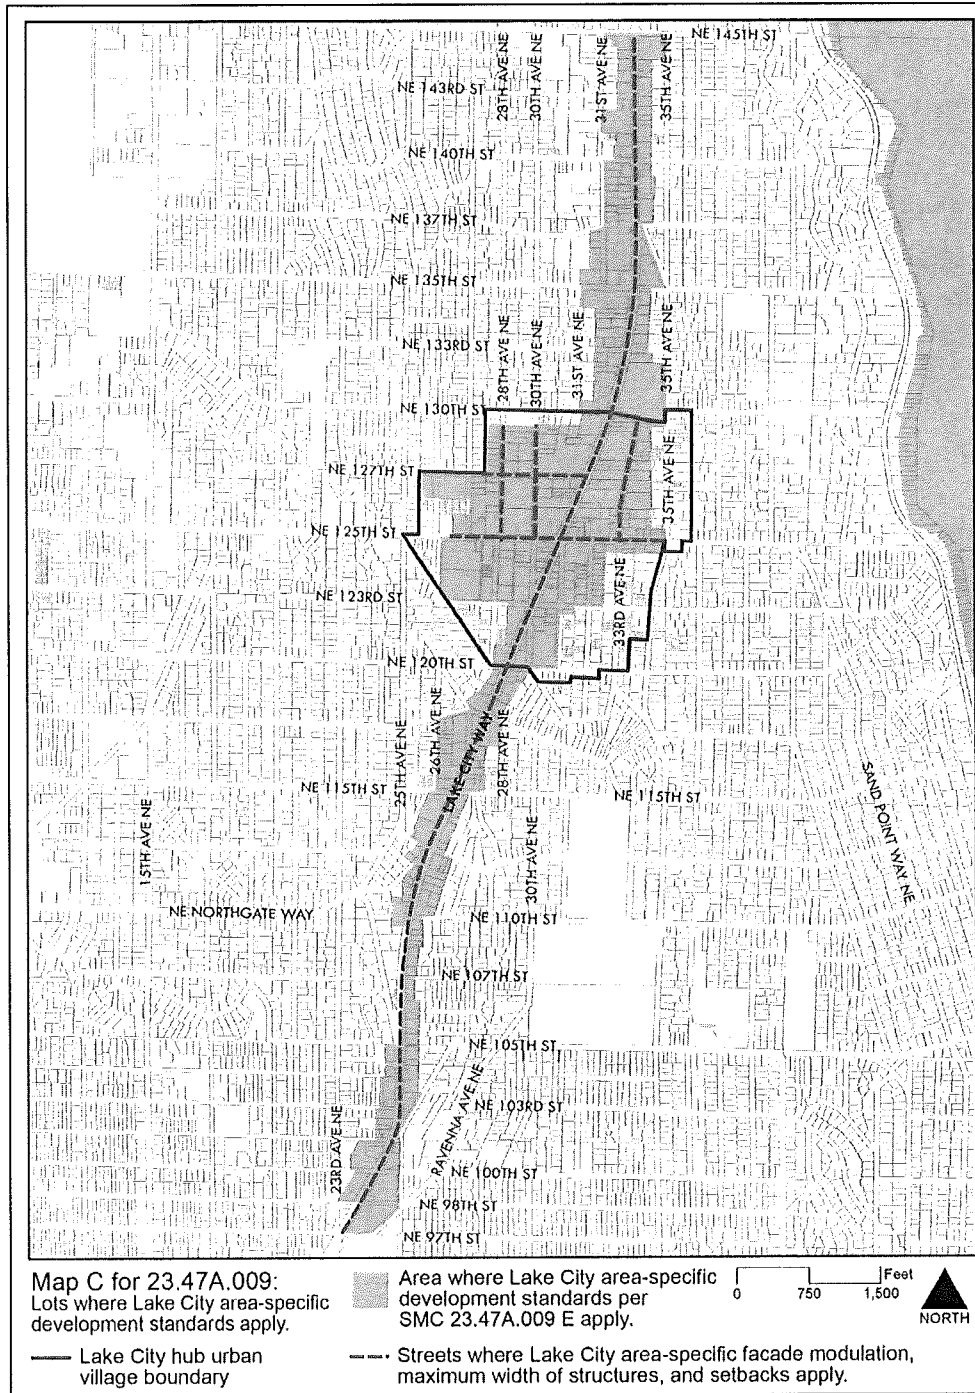 NE 145TH ST
28TH AVE NE
30TH AVE NE
31ST AVE NE
35TH AVE NE
NE 143RD ST
NE 140TH ST
NE 137TH ST
NE 135TH ST
NE 133RD ST
28TH AVE NE
30TH AVE NE
31ST AVE NE
35TH AVE NE
NE 130TH ST
NE 127TH ST
35TH AVE NE
NE 125TH ST
NE 123RD ST
33RD AVE NE
NE 120TH ST
25TH AVE NE
26TH AVE NE
LAKE CITY WAY
28TH AVE NE
NE 115TH ST
NE 115TH ST
SAND POINT WAY NE
15TH AVE NE
30TH AVE NE
NE NORTHGATE WAY
NE 110TH ST
NE 107TH ST
NE 105TH ST
RAVENNA AVE NE
NE 103RD ST
23RD AVE NE
NE 100TH ST
NE 98TH ST
NE 97TH ST
Map C for 23.47A.009:
Lots where Lake City area-specific
development standards apply.
Area where Lake City area-specific
development standards per
SMC 23.47A.009 E apply.
Feet
0 750 1,500
NORTH
Lake City hub urban
village boundary
Streets where Lake City area-specific facade modulation,
maximum width of structures, and setbacks apply.